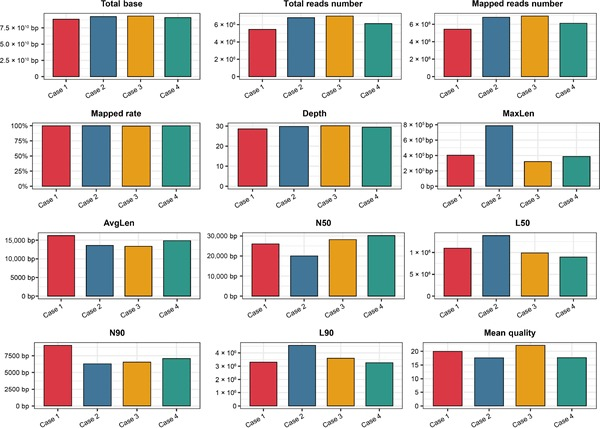 Total base
7.5 × 10¹⁰ bp
5.0 × 10¹⁰ bp
2.5 × 10¹⁰ bp
0
Case 1
Case 2
Case 3
Case 4
Total reads number
6 × 10⁶
4 × 10⁶
2 × 10⁶
0
Case 1
Case 2
Case 3
Case 4
Mapped reads number
6 × 10⁶
4 × 10⁶
2 × 10⁶
0
Case 1
Case 2
Case 3
Case 4
Mapped rate
100%
75%
50%
25%
0%
Case 1
Case 2
Case 3
Case 4
Depth
30
20
10
0
Case 1
Case 2
Case 3
Case 4
MaxLen
8 × 10⁵ bp
6 × 10⁵ bp
4 × 10⁵ bp
2 × 10⁵ bp
0 bp
Case 1
Case 2
Case 3
Case 4
AvgLen
15,000 bp
10,000 bp
5000 bp
0 bp
Case 1
Case 2
Case 3
Case 4
N50
30,000 bp
20,000 bp
10,000 bp
0 bp
Case 1
Case 2
Case 3
Case 4
L50
1 × 10⁶
5 × 10⁵
0
Case 1
Case 2
Case 3
Case 4
N90
7500 bp
5000 bp
2500 bp
0 bp
Case 1
Case 2
Case 3
Case 4
L90
4 × 10⁶
3 × 10⁶
2 × 10⁶
1 × 10⁶
0
Case 1
Case 2
Case 3
Case 4
Mean quality
20
15
10
5
0
Case 1
Case 2
Case 3
Case 4